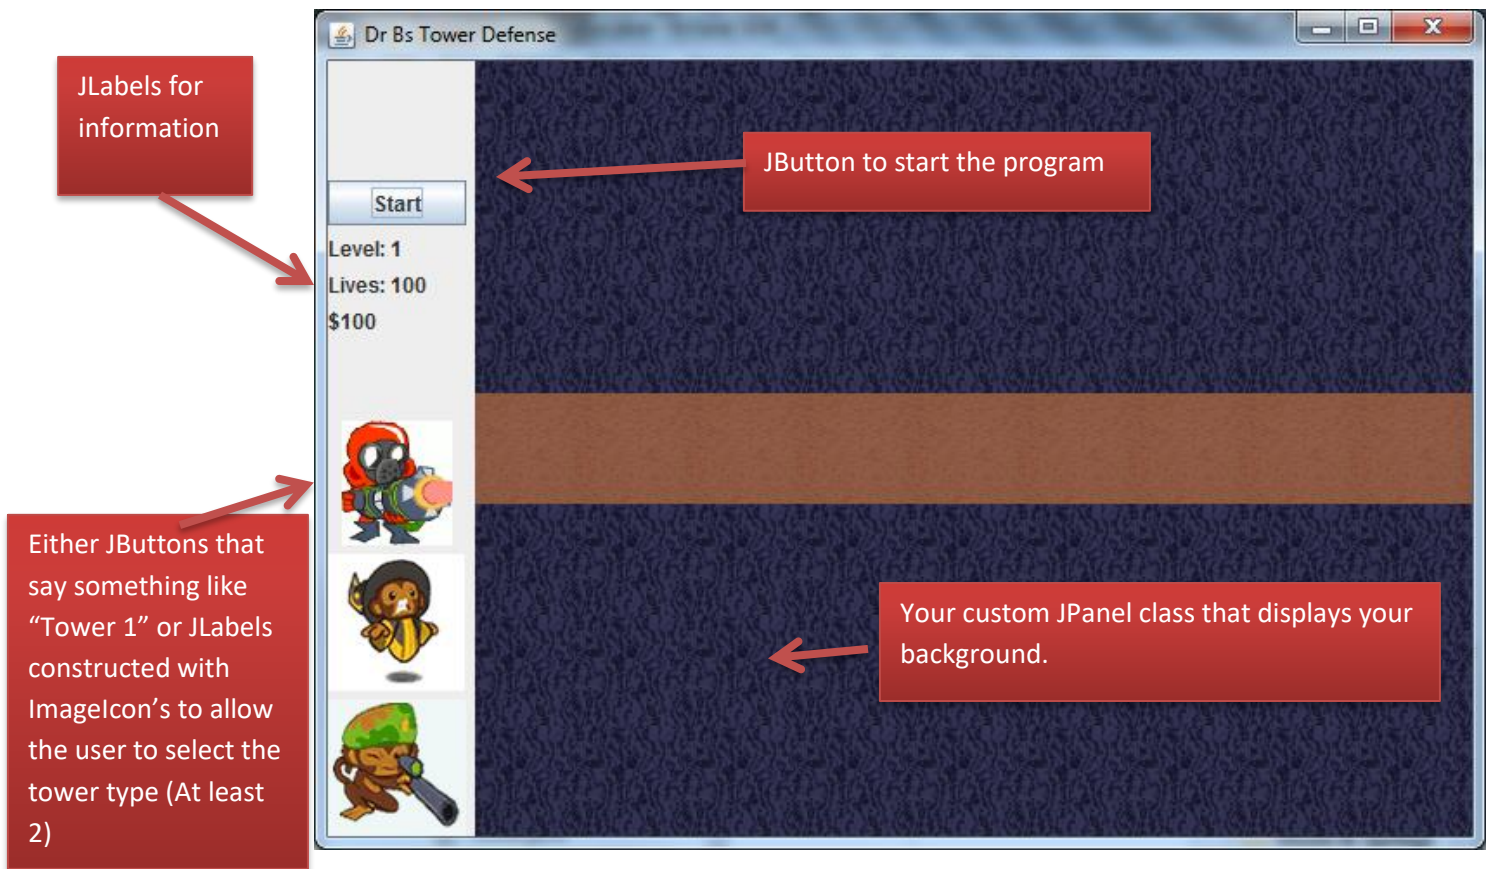 Dr Bs Tower Defense
JLabels for
information
JButton to start the program
Start
Level: 1
Lives: 100
$100
Either JButtons that
say something like
“Tower 1” or JLabels
constructed with
ImageIcon’s to allow
the user to select the
tower type (At least
2)
Your custom JPanel class that displays your
background.